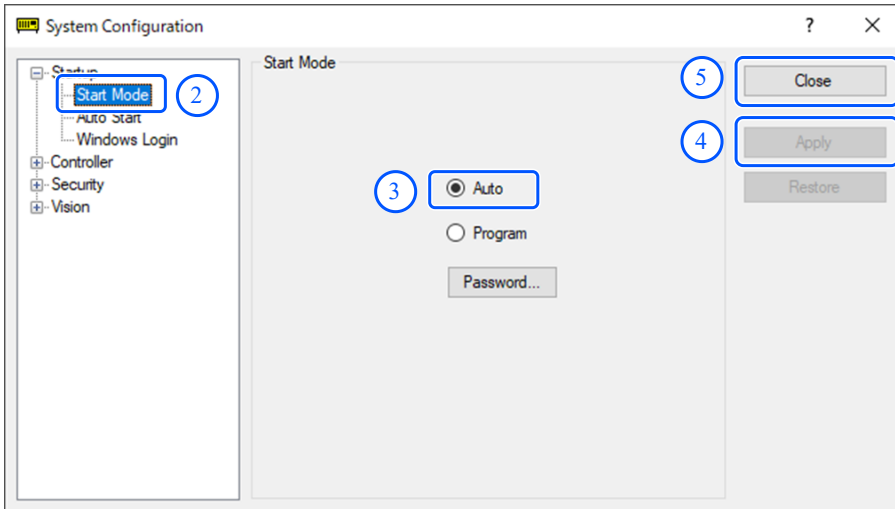 System Configuration
?
Startup
Start Mode
2
Auto Start
Windows Login
Controller
Security
Vision
Start Mode
3
Auto
Program
Password...
5
Close
4
Apply
Restore